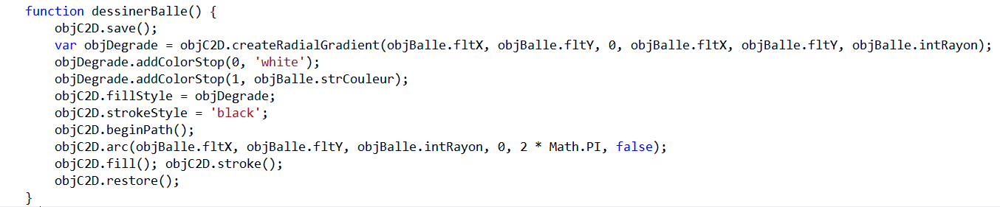 function dessinerBalle() {
    objC2D.save();
    var objDegrade = objC2D.createRadialGradient(objBalle.fltX, objBalle.fltY, 0, objBalle.fltX, objBalle.fltY, objBalle.intRayon);
    objDegrade.addColorStop(0, 'white');
    objDegrade.addColorStop(1, objBalle.strCouleur);
    objC2D.fillStyle = objDegrade;
    objC2D.strokeStyle = 'black';
    objC2D.beginPath();
    objC2D.arc(objBalle.fltX, objBalle.fltY, objBalle.intRayon, 0, 2 * Math.PI, false);
    objC2D.fill(); objC2D.stroke();
    objC2D.restore();
}